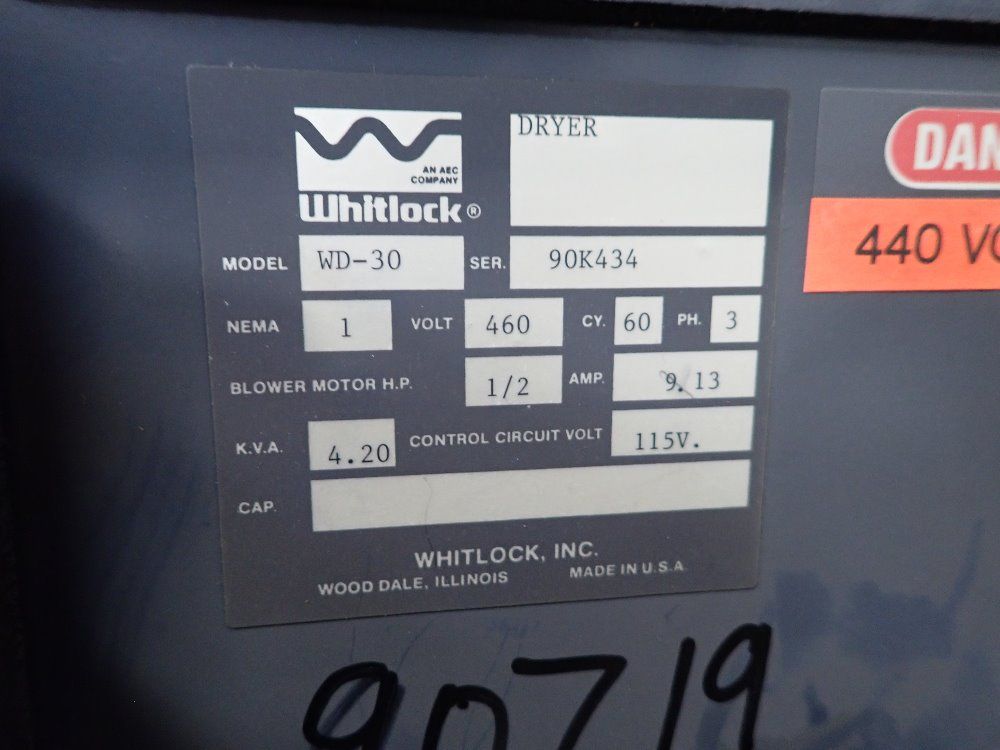 AN AEC
COMPANY
Whitlock®
DRYER
MODEL WD-30 SER. 90K434
NEMA 1 VOLT 460 CY. 60 PH. 3
BLOWER MOTOR H.P. 1/2 AMP. 9.13
K.V.A. 4.20 CONTROL CIRCUIT VOLT 115V.
CAP.
WHITLOCK, INC.
WOOD DALE, ILLINOIS MADE IN U.S.A
DAN
440 VO
90719